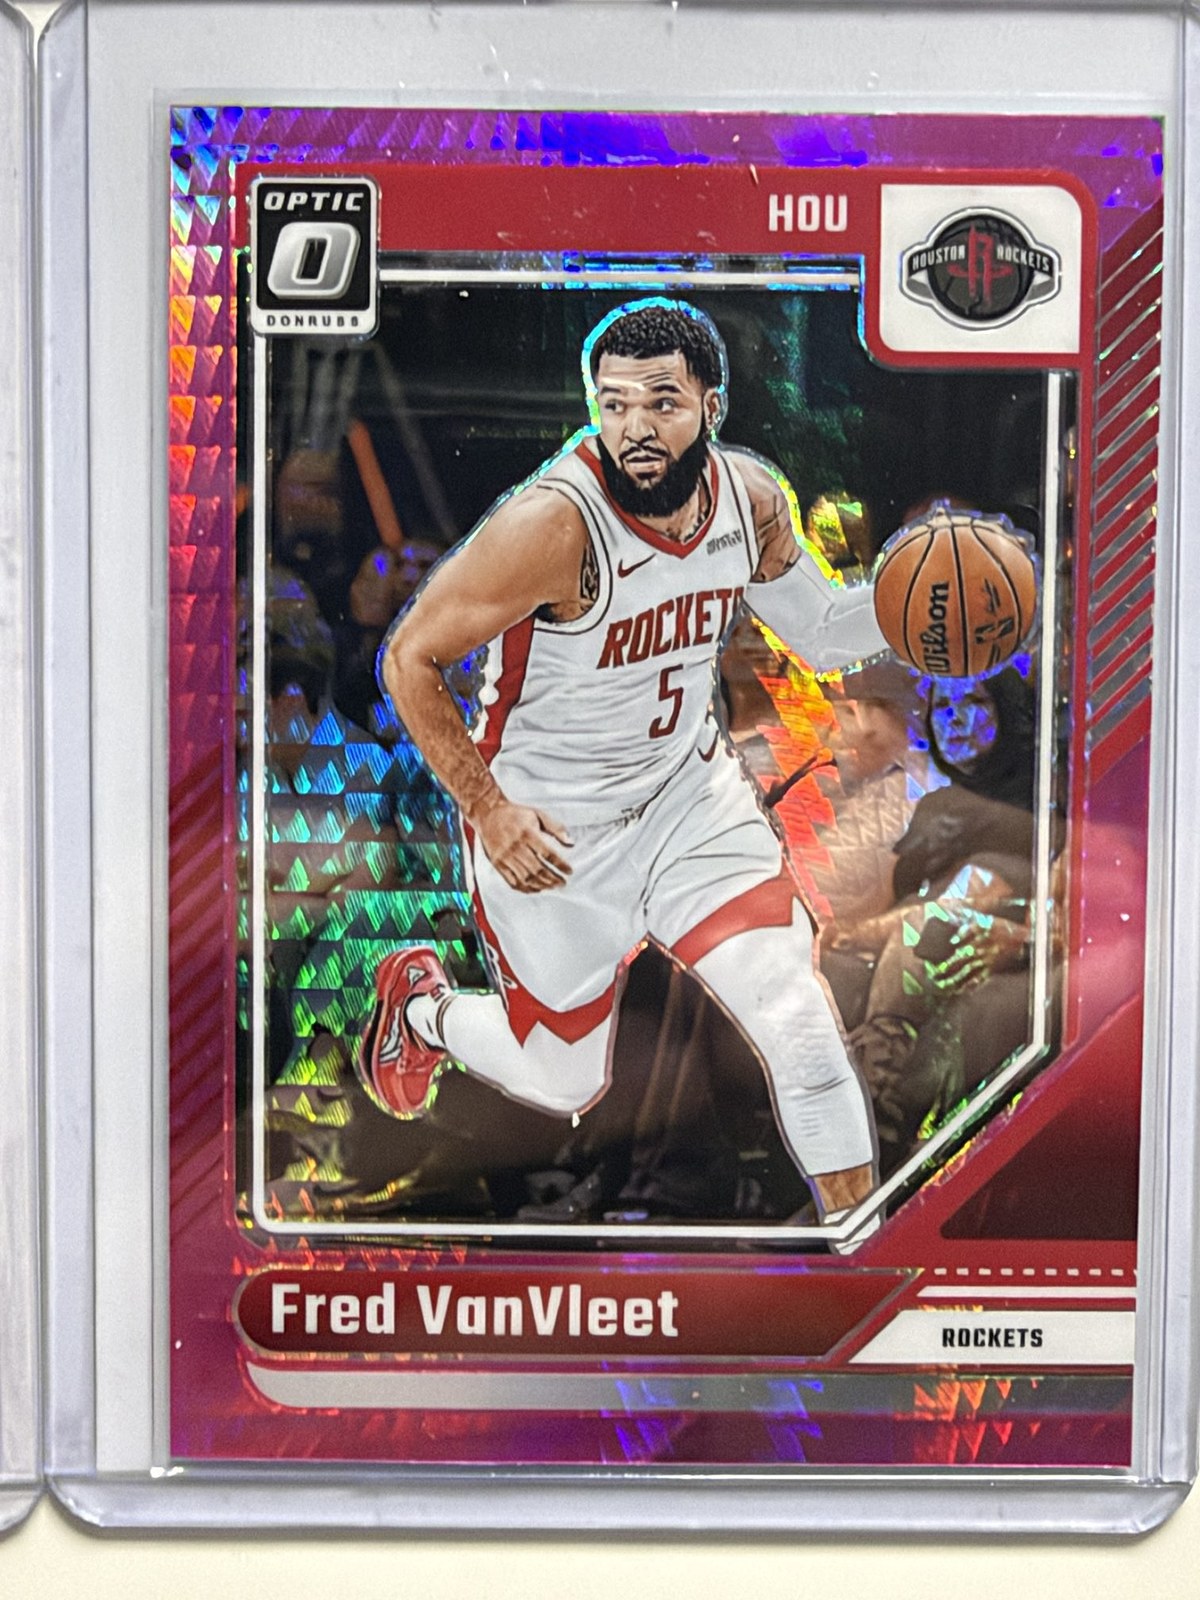 OPTIC
DONRUSS
HOU
HOUSTON R ROCKETS
Wilson
ROCKETS
5
Fred VanVleet
ROCKETS